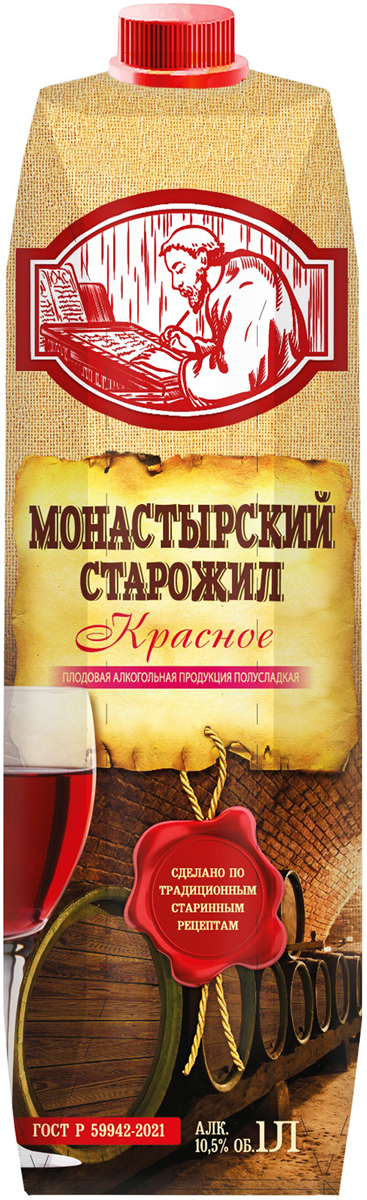 МОНАСТЫРСКИЙ
СТАРОЖИЛ
Красное
ПЛОДОВАЯ АЛКОГОЛЬНАЯ ПРОДУКЦИЯ ПОЛУСЛАДКАЯ
СДЕЛАНО ПО
ТРАДИЦИОННЫМ
СТАРИННЫМ
РЕЦЕПТАМ
ГОСТ Р 59942-2021
АЛК.
10,5% ОБ. 1Л